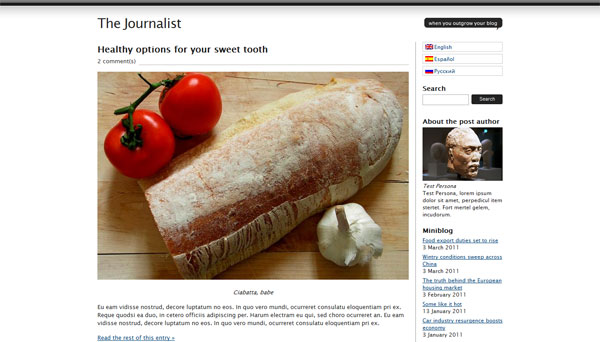 The Journalist
when you outgrow your blog
Healthy options for your sweet tooth
2 comment(s)
Ciabatta, babe
Eu eam vidisse nostrud, decore luptatum no eos. In quo vero mundi, ocurreret consulatu eloquentiam pri ex.
Reque quodsi ea duo, in cetero officiis adipiscing per. Harum electram eu qui, sed choro ocurreret an. Eu eam
vidisse nostrud, decore luptatum no eos. In quo vero mundi, ocurreret consulatu eloquentiam pri ex.
Read the rest of this entry »
English
Español
Русский
Search
Search
About the post author
Test Persona
Test Persona, lorem ipsum
dolor sit amet, perpedicul item
stertet. Fort mertel gelem,
incudorum.
Miniblog
Food export duties set to rise
3 March 2011
Wintry conditions sweep across
China
3 March 2011
The truth behind the European
housing market
3 February 2011
Some like it hot
13 January 2011
Car industry resurgence boosts
economy
3 January 2011